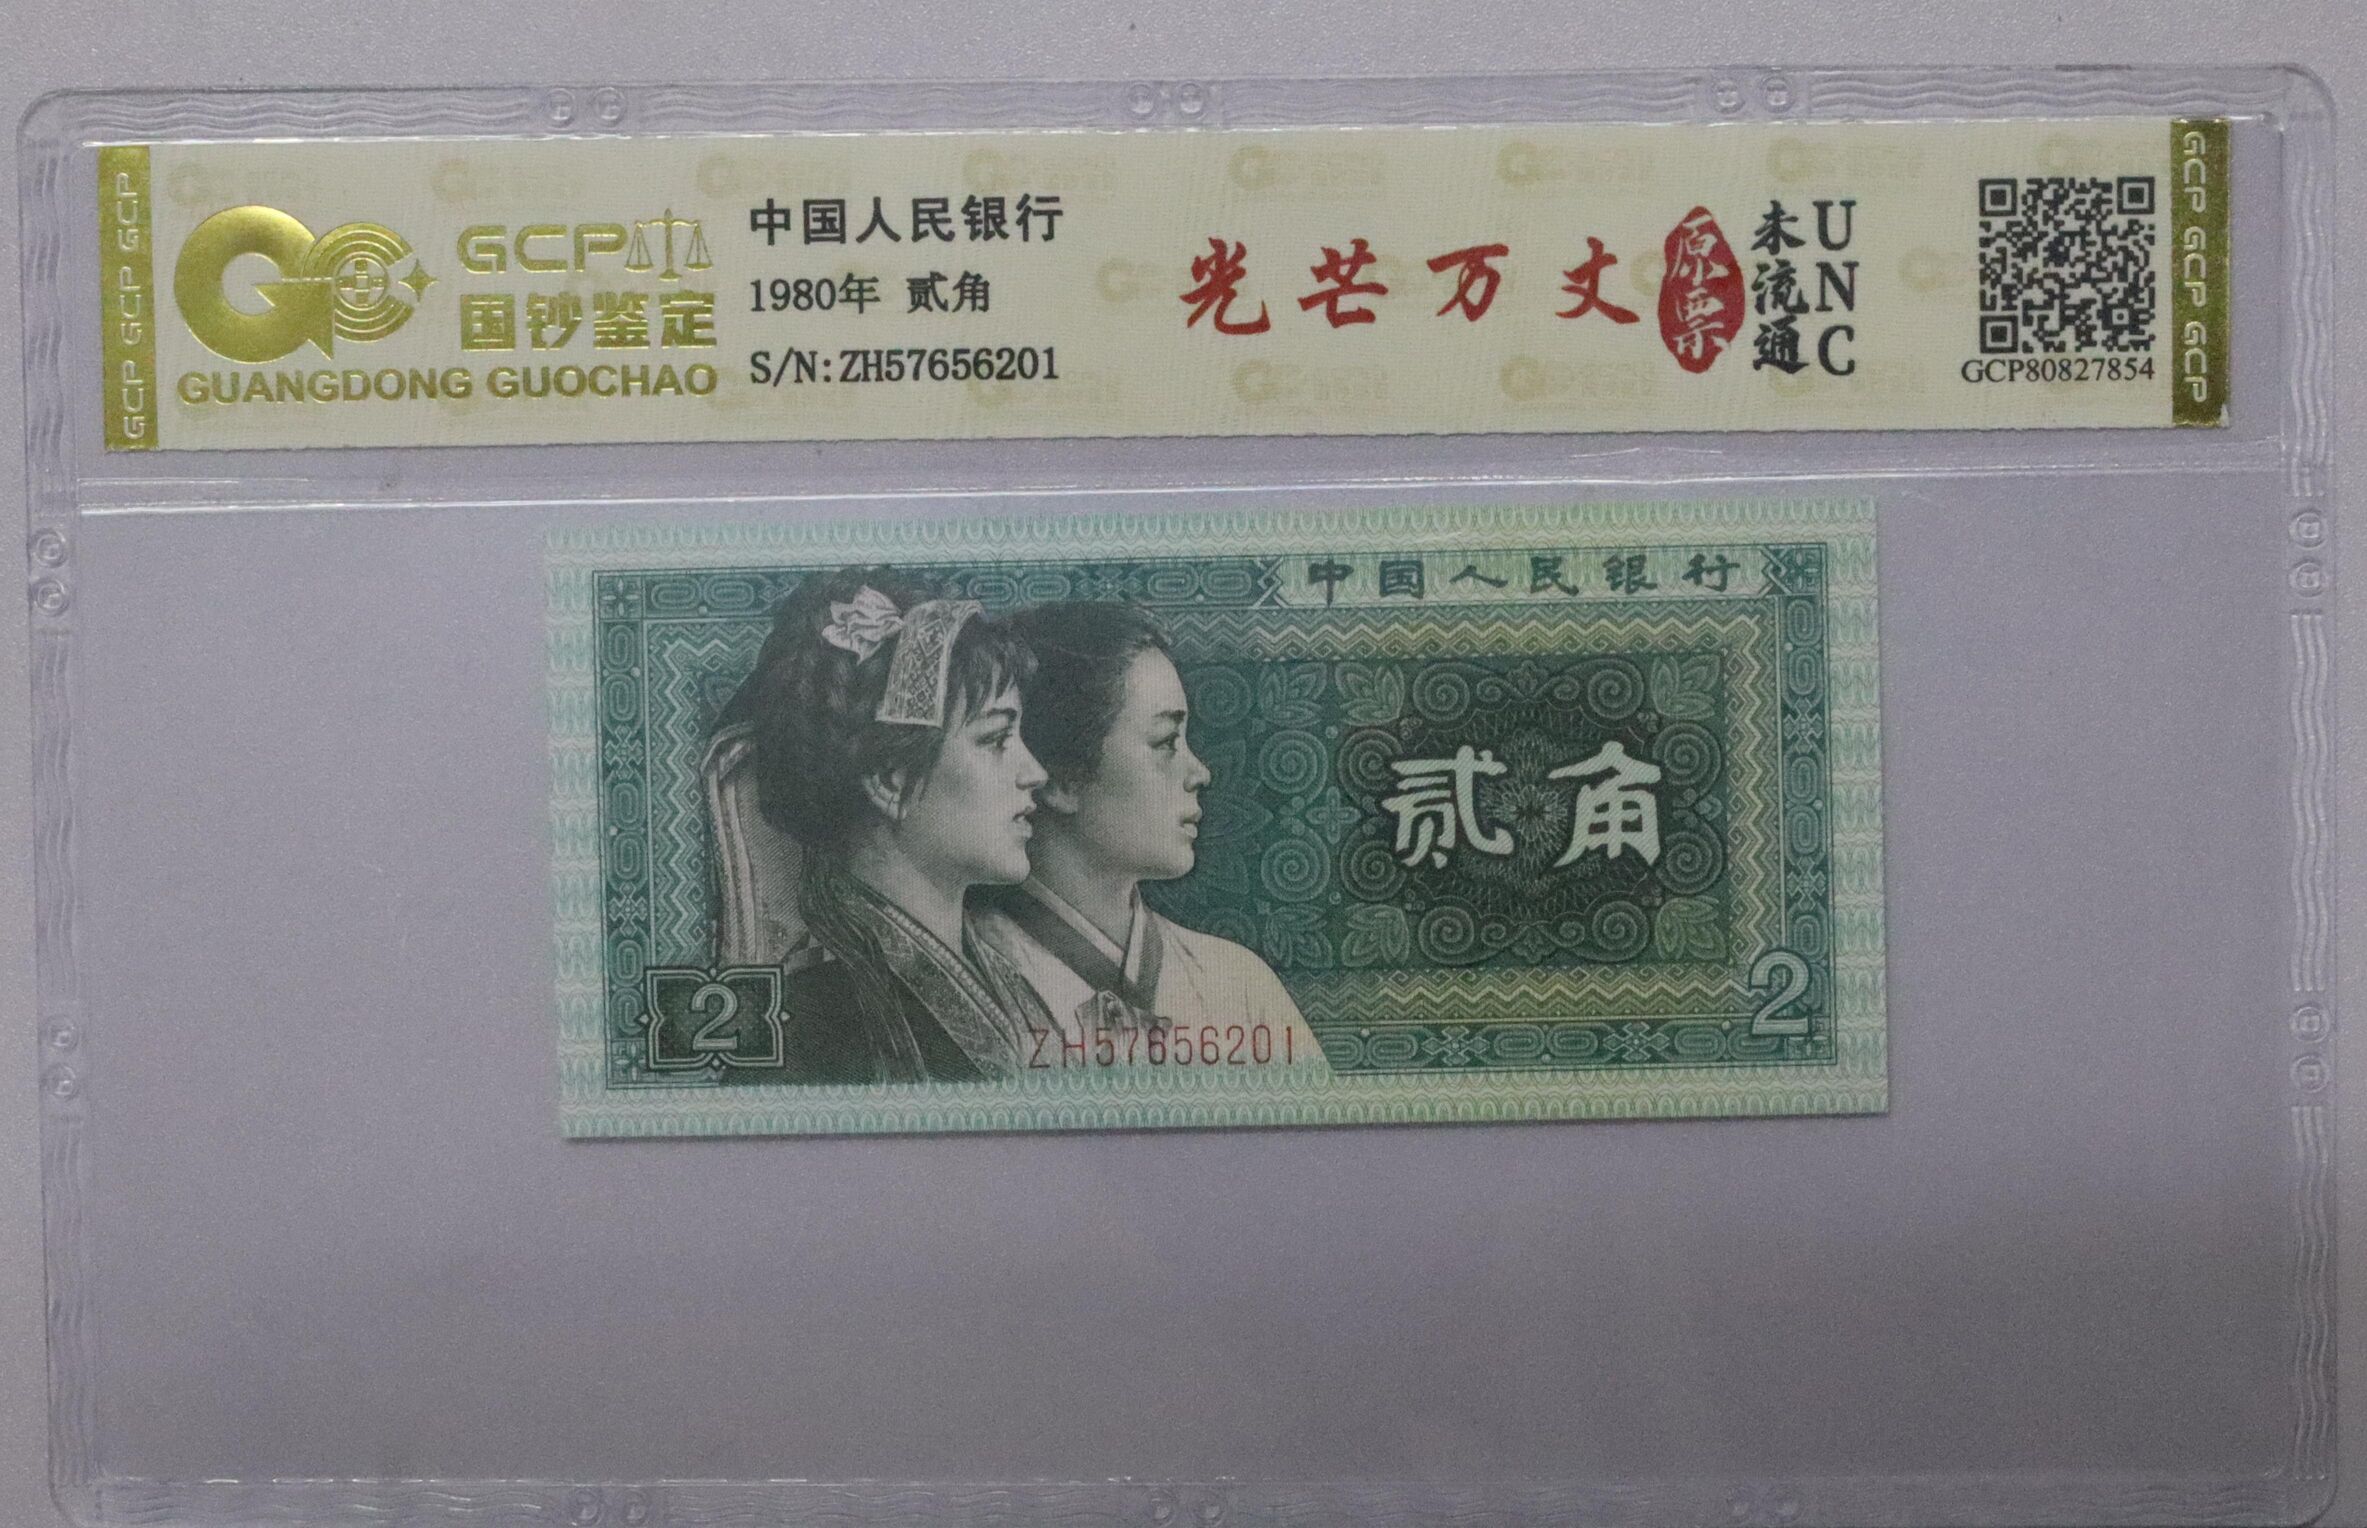 GCP GCP GCP GCP
GCP
国钞鉴定
GUANGDONG GUOCHAO
中国人民银行
1980年 贰角
S/N:ZH57656201
光芒万丈
原票
未流通
UNC
GCP80827854
GCP GCP GCP GCP
中国人民银行
贰角
2
2
ZH57656201